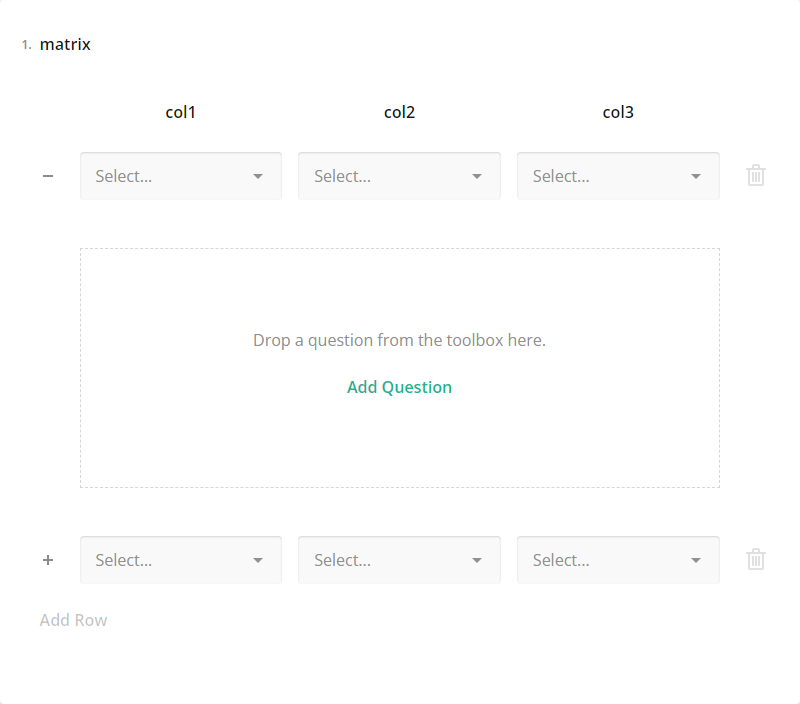 1. matrix
col1 col2 col3
Select... Select... Select...
Drop a question from the toolbox here.
Add Question
Select... Select... Select...
Add Row